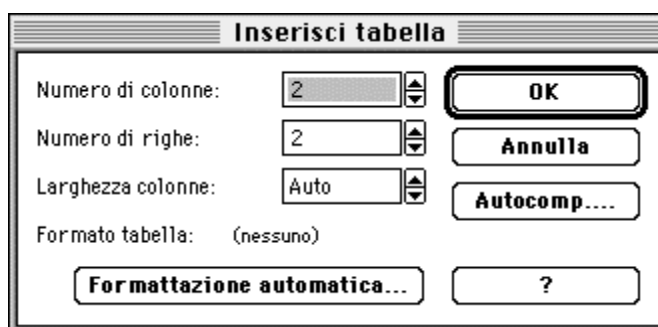 Inserisci tabella
Numero di colonne: 2 OK
Numero di righe: 2 Annulla
Larghezza colonne: Auto Autocomp....
Formato tabella: (nessuno)
Formattazione automatica... ?